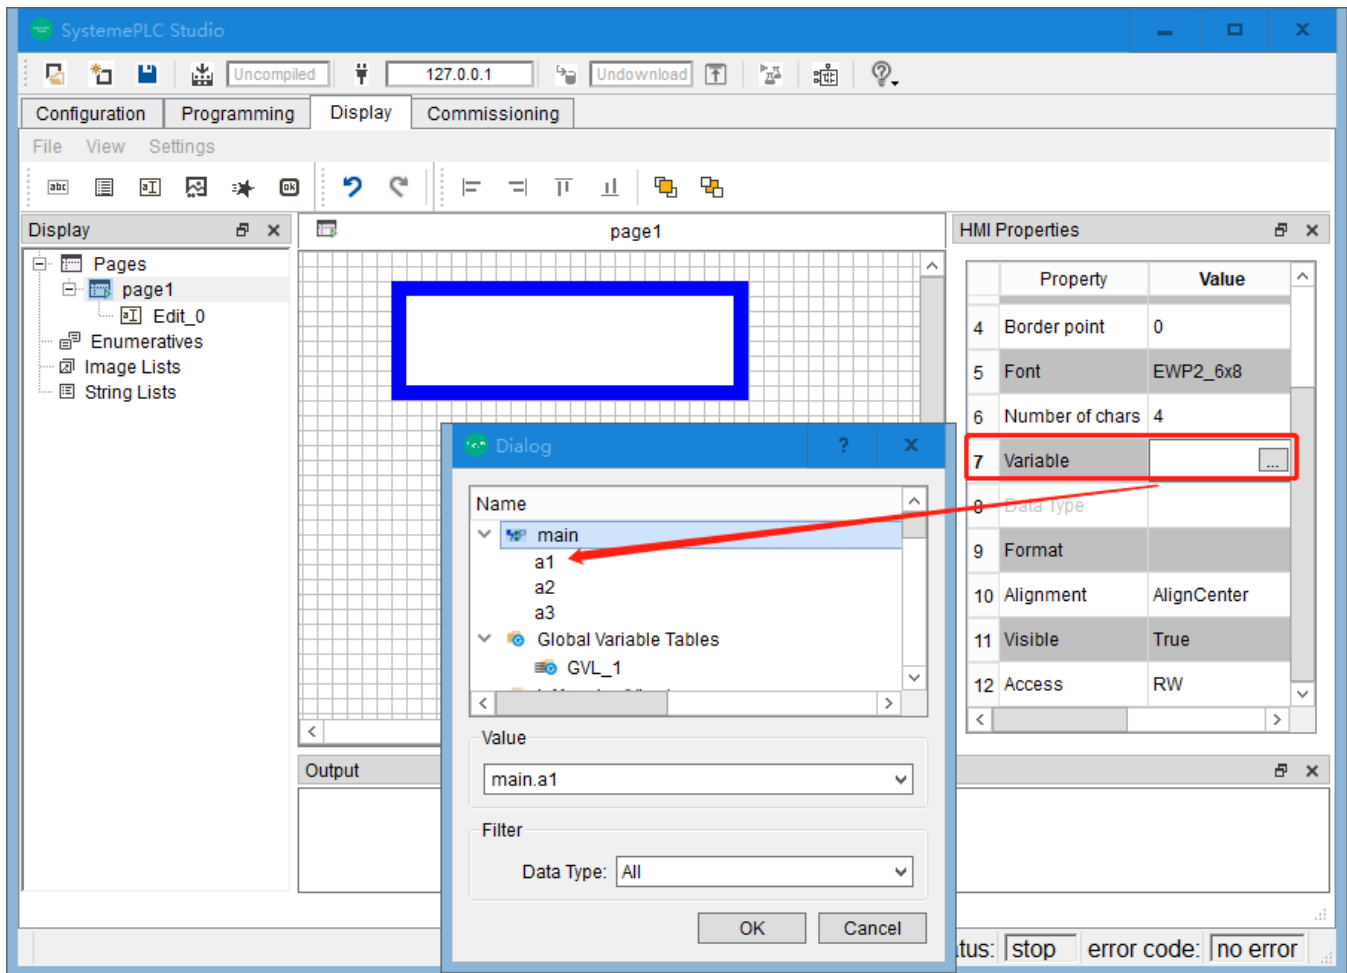 SystemePLC Studio
Uncompiled
127.0.0.1
Undownload
Configuration Programming Display Commissioning
File View Settings
abc
a
ok
Display
page1
HMI Properties
Pages
page1
Edit_0
Enumeratives
Image Lists
String Lists
Property Value
4 Border point 0
5 Font EWP2_6x8
6 Number of chars 4
7 Variable ...
8 Data Type
9 Format
10 Alignment AlignCenter
11 Visible True
12 Access RW
Dialog
Name
main
a1
a2
a3
Global Variable Tables
GVL_1
Value
main.a1
Filter
Data Type: All
OK Cancel
Output
tus: stop error code: no error